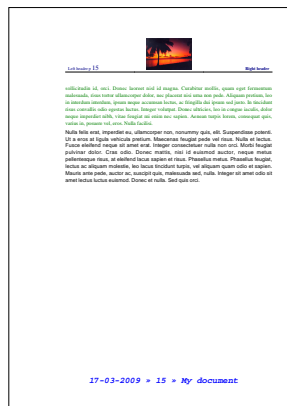 Left header p 15 Right header
sollicitudin id, orci. Donec laoreet nisl id magna. Curabitur mollis, quam eget fermentum
malesuada, risus tortor ullamcorper dolor, nec placerat nisi urna non pede. Aliquam pretium, leo
in interdum interdum, ipsum neque accumsan lectus, ac fringilla dui ipsum sed justo. In tincidunt
risus convallis odio egestas luctus. Integer volutpat. Donec ultricies, leo in congue iaculis, dolor
neque imperdiet nibh, vitae feugiat mi enim nec sapien. Aenean turpis lorem, consequat quis,
varius in, posuere vel, eros. Nulla facilisi.
Nulla felis erat, imperdiet eu, ullamcorper non, nonummy quis, elit. Suspendisse potenti.
Ut a eros at ligula vehicula pretium. Maecenas feugiat pede vel risus. Nulla et lectus.
Fusce eleifend neque sit amet erat. Integer consectetuer nulla non orci. Morbi feugiat
pulvinar dolor. Cras odio. Donec mattis, nisi id euismod auctor, neque metus
pellentesque risus, at eleifend lacus sapien et risus. Phasellus metus. Phasellus feugiat,
lectus ac aliquam molestie, leo lacus tincidunt turpis, vel aliquam quam odio et sapien.
Mauris ante pede, auctor ac, suscipit quis, malesuada sed, nulla. Integer sit amet odio sit
amet lectus luctus euismod. Donec et nulla. Sed quis orci.
17-03-2009 » 15 » My document